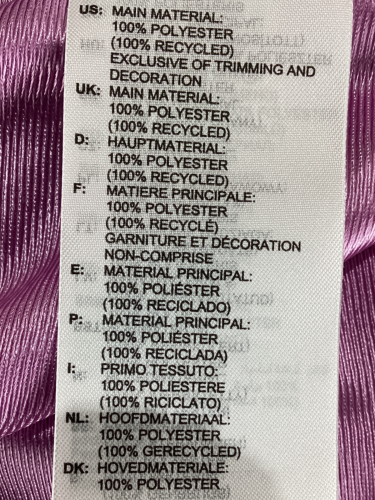 US: MAIN MATERIAL:
100% POLYESTER
(100% RECYCLED)
EXCLUSIVE OF TRIMMING AND
DECORATION
UK: MAIN MATERIAL:
100% POLYESTER
(100% RECYCLED)
D: HAUPTMATERIAL:
100% POLYESTER
(100% RECYCLED)
F: MATIERE PRINCIPALE:
100% POLYESTER
(100% RECYCLÉ)
GARNITURE ET DÉCORATION
NON-COMPRISE
E: MATERIAL PRINCIPAL:
100% POLIÉSTER
(100% RECICLADO)
P: MATERIAL PRINCIPAL:
100% POLIÉSTER
(100% RECICLADA)
I: PRIMO TESSUTO:
100% POLIESTERE
(100% RICICLATO)
NL: HOOFDMATERIAAL:
100% POLYESTER
(100% GERECYCLED)
DK: HOVEDMATERIALE:
100% POLYESTER